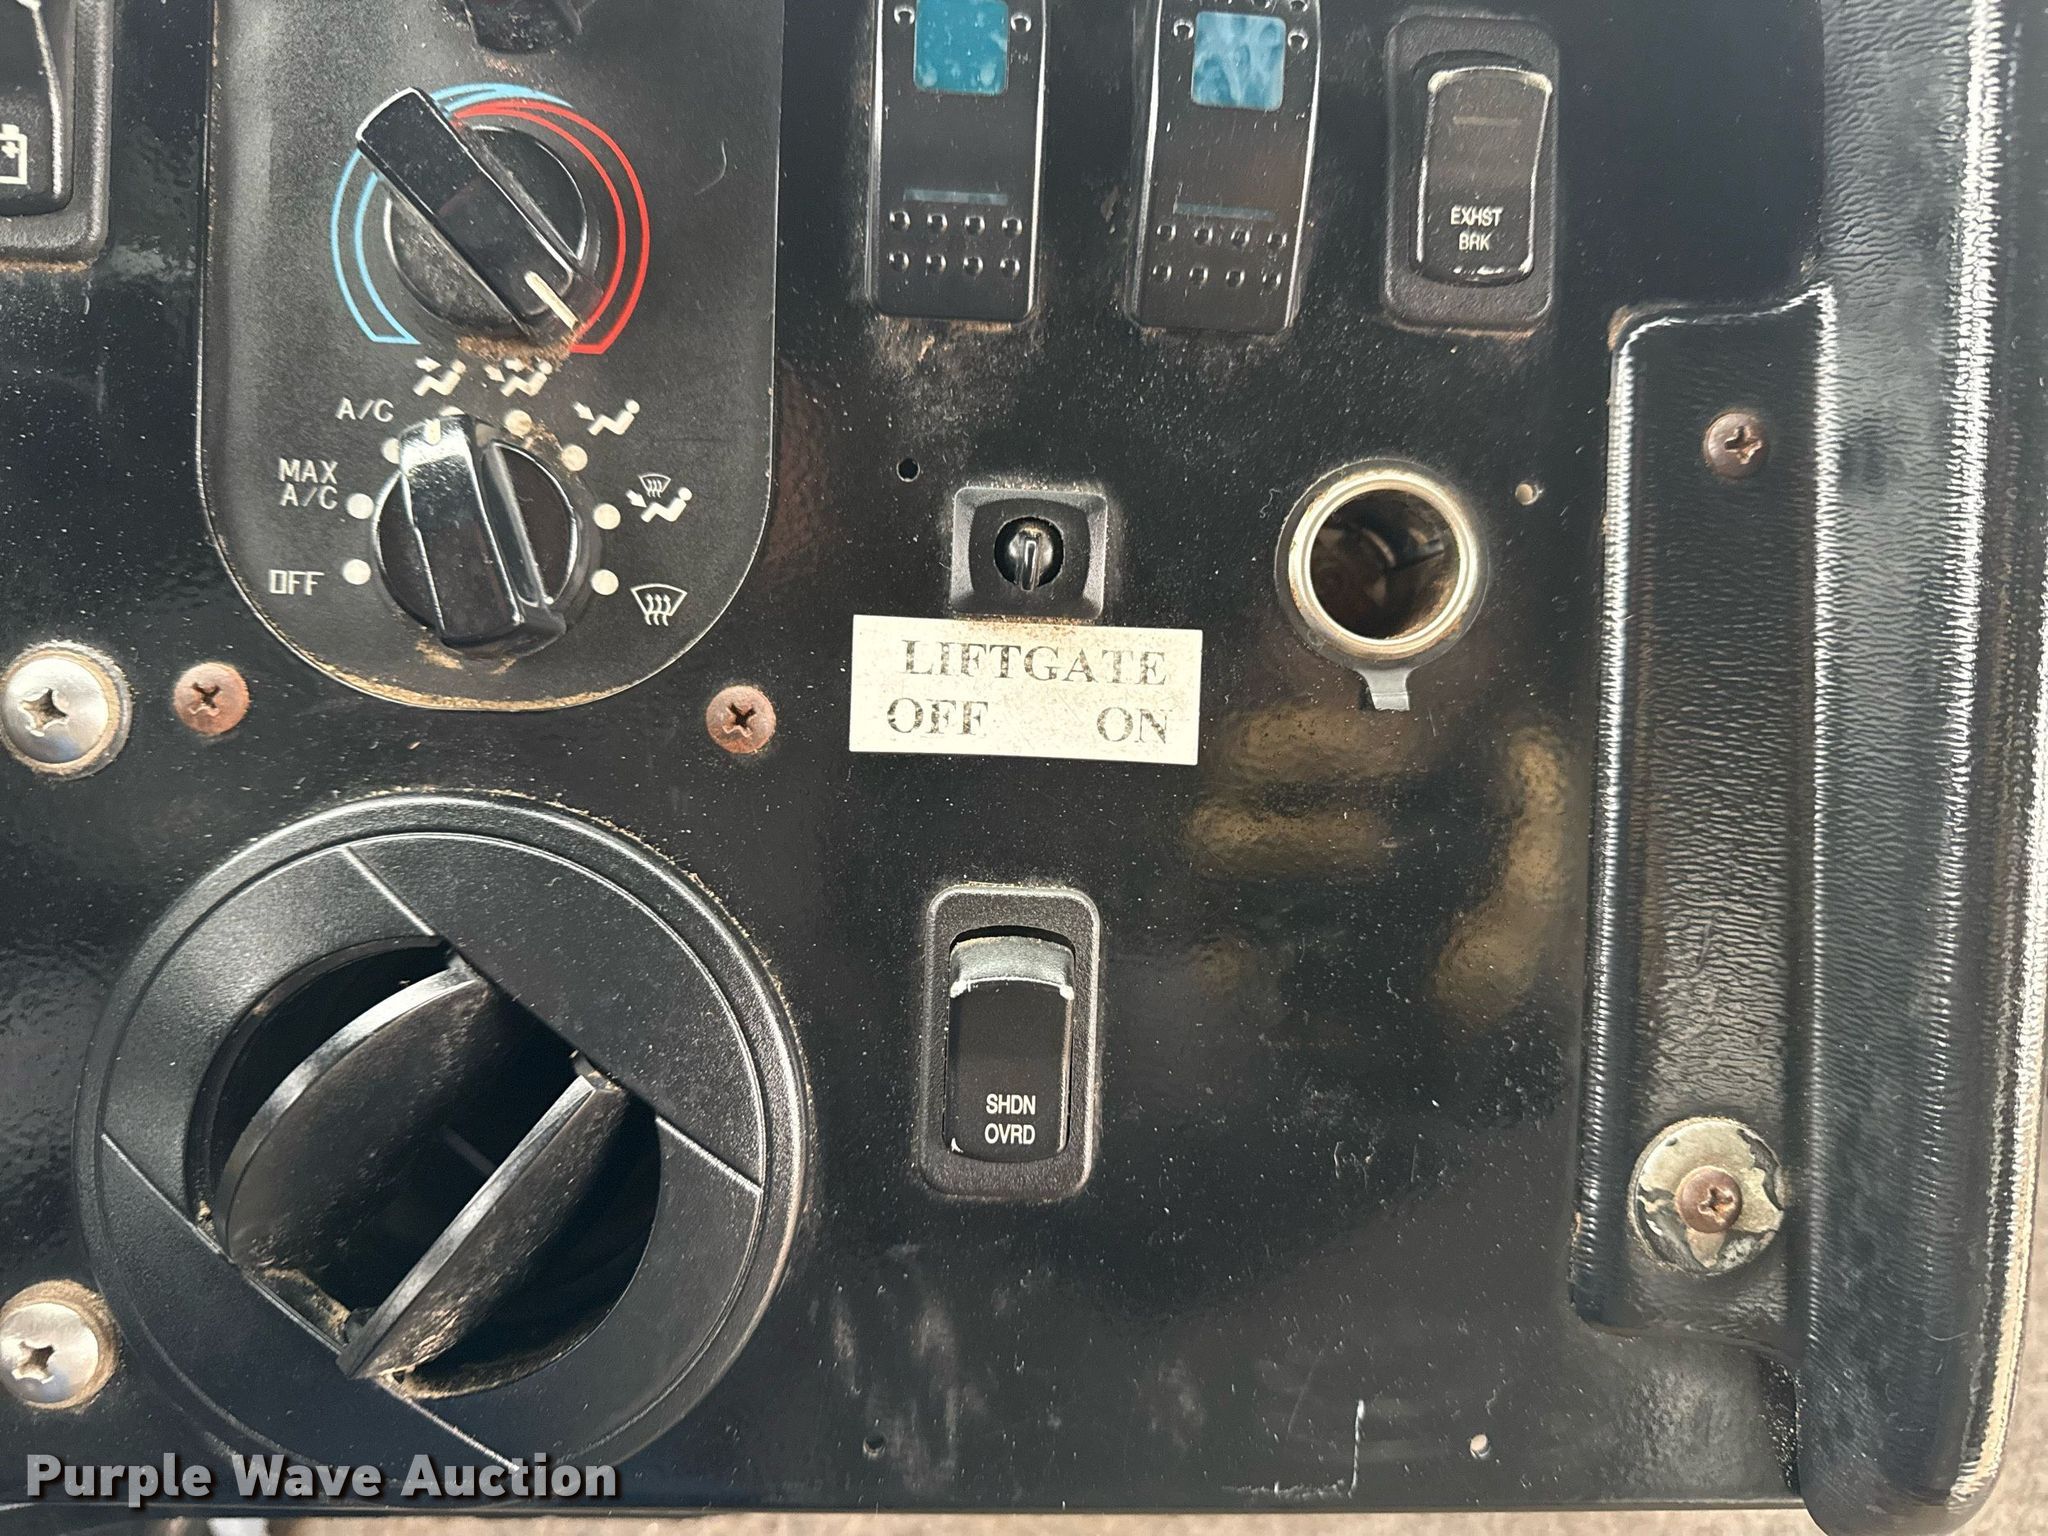 EXHST
BRK
A/C
MAX
A/C
OFF
LIFTGATE
OFF ON
SHDN
OVRD
Purple Wave Auction